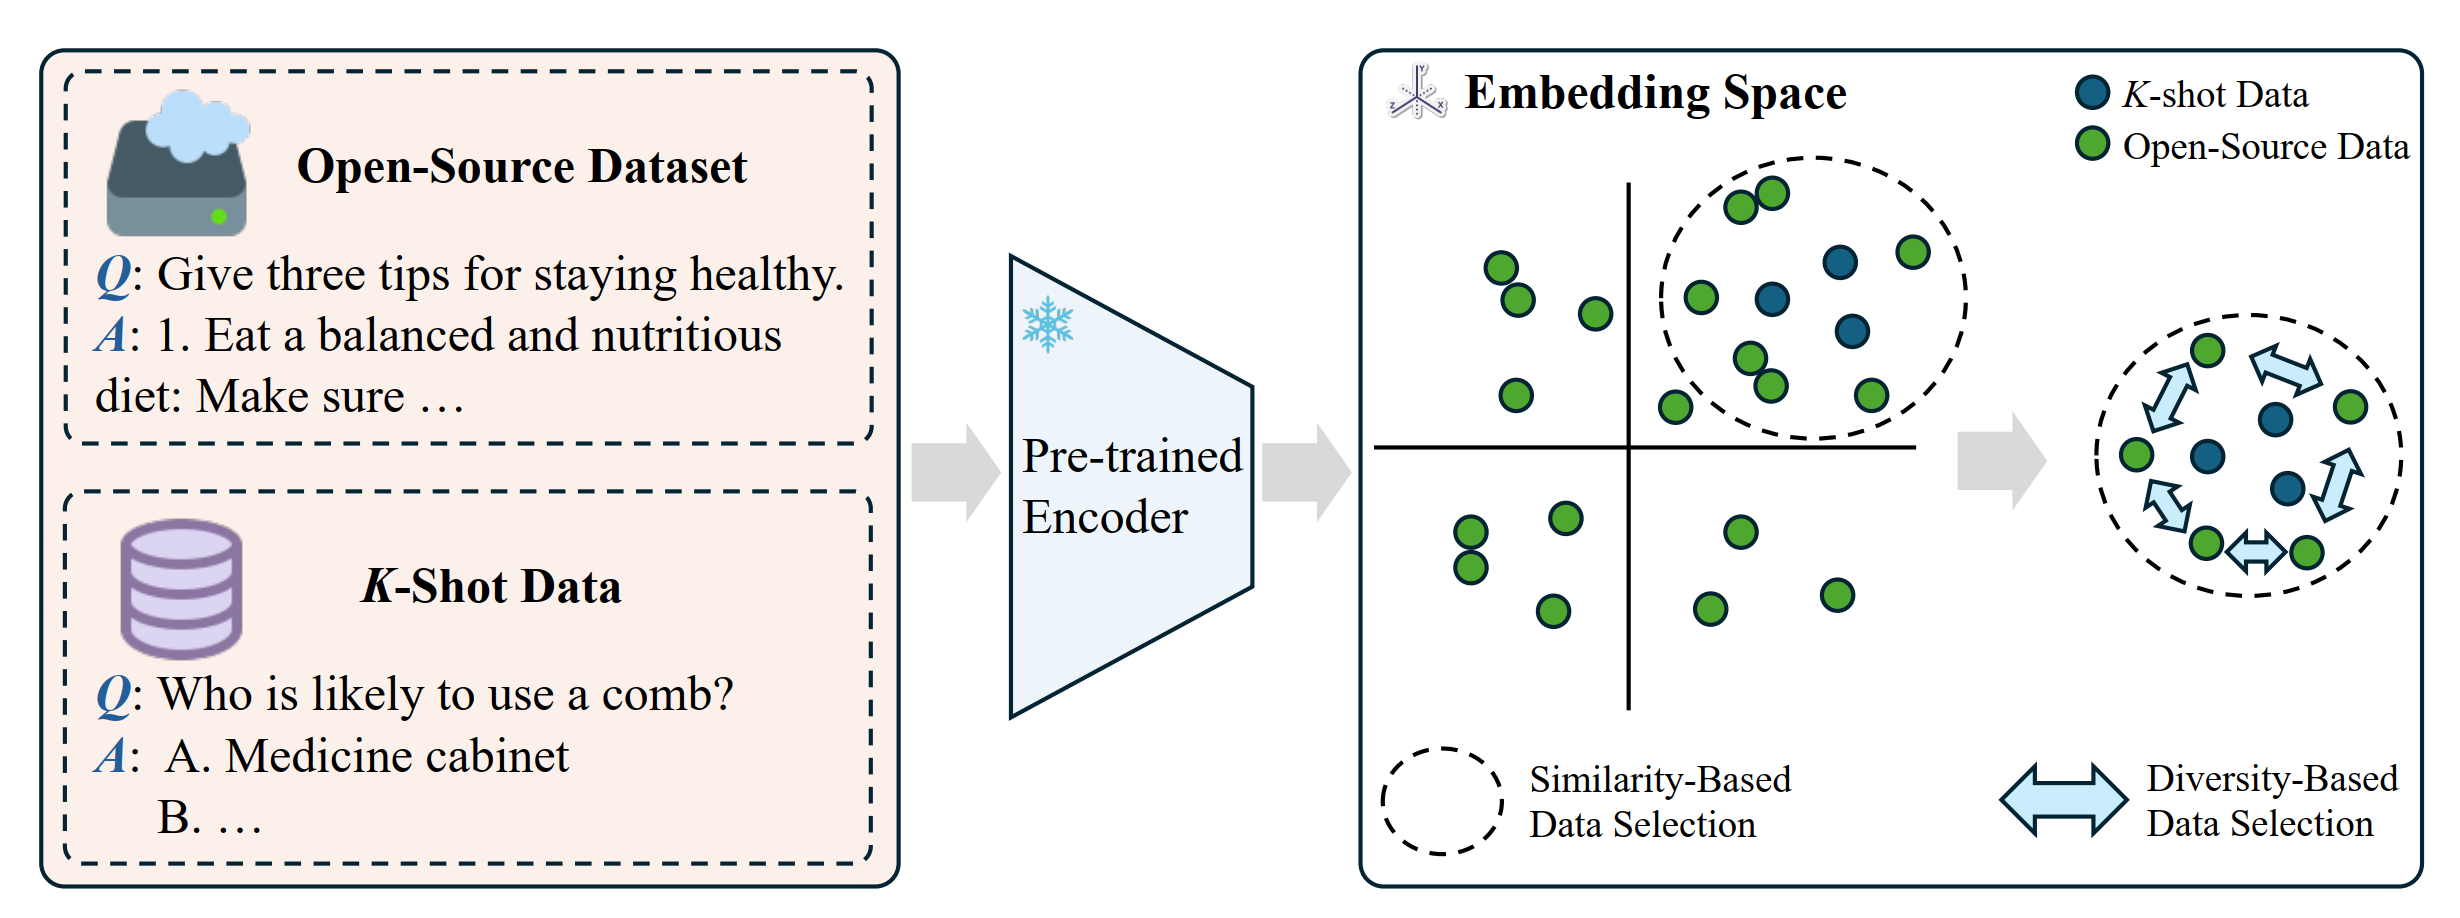 Open-Source Dataset
Q: Give three tips for staying healthy.
A: 1. Eat a balanced and nutritious
diet: Make sure …
K-Shot Data
Q: Who is likely to use a comb?
A: A. Medicine cabinet
B. …
Pre-trained
Encoder
Y
Z
X
Embedding Space
K-shot Data
Open-Source Data
Similarity-Based
Data Selection
Diversity-Based
Data Selection